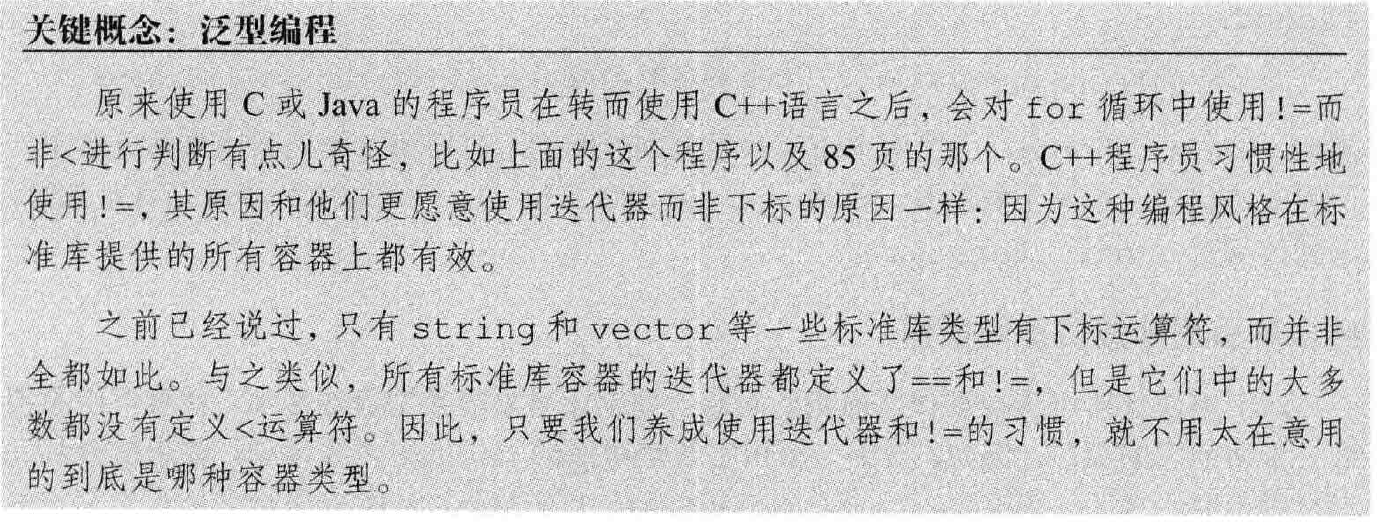 关键概念：泛型编程
原来使用 C 或 Java 的程序员在转而使用 C++语言之后，会对 for 循环中使用!=而
非<进行判断有点儿奇怪，比如上面的这个程序以及 85 页的那个。C++程序员习惯性地
使用!=，其原因和他们更愿意使用迭代器而非下标的原因一样：因为这种编程风格在标
准库提供的所有容器上都有效。
之前已经说过，只有 string 和 vector 等一些标准库类型有下标运算符，而并非
全都如此。与之类似，所有标准库容器的迭代器都定义了==和!=，但是它们中的大多
数都没有定义<运算符。因此，只要我们养成使用迭代器和!=的习惯，就不用太在意用
的到底是哪种容器类型。